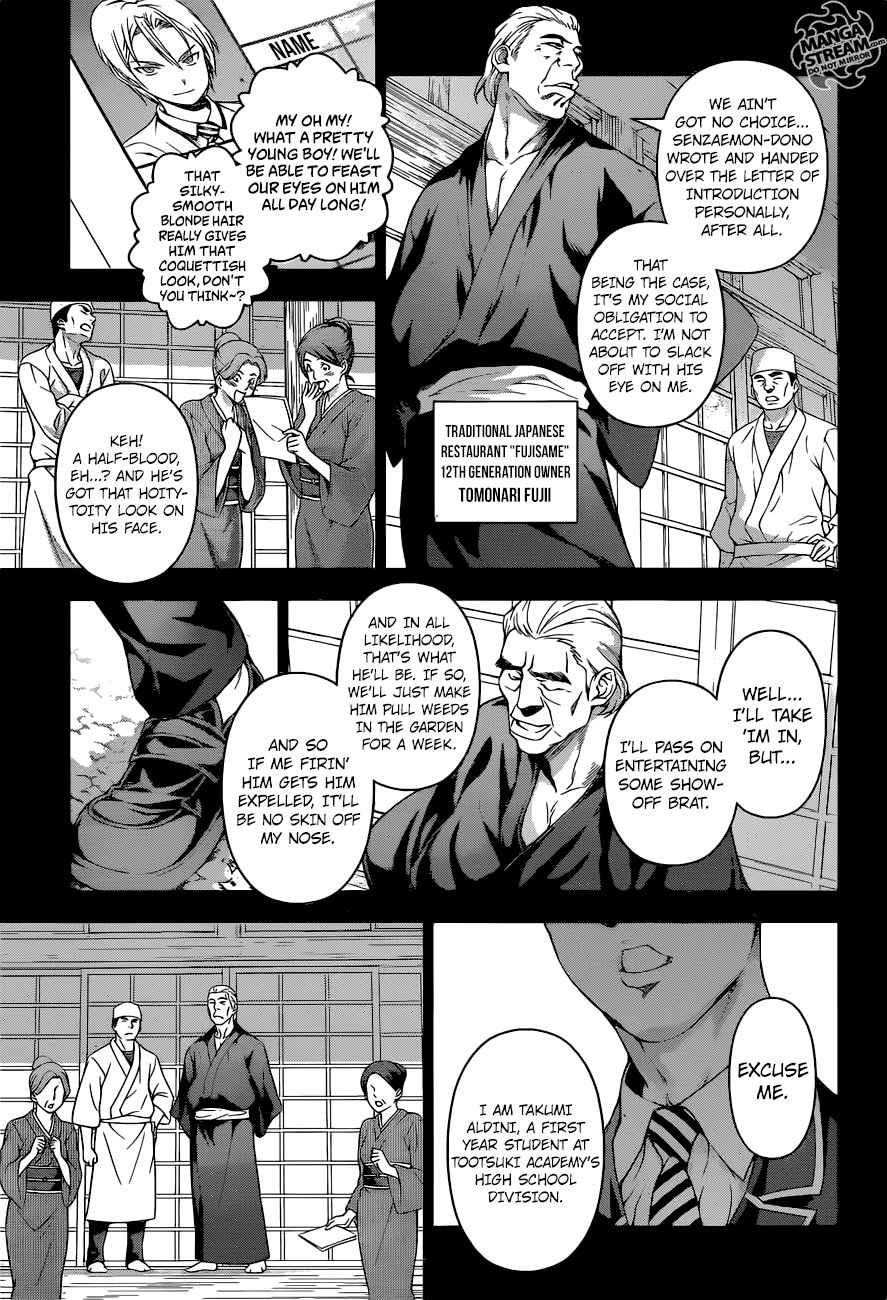 WE AIN'T
GOT NO CHOICE...
SENZAEMON-DONO
WROTE AND HANDED
OVER THE LETTER OF
INTRODUCTION
PERSONALLY,
AFTER ALL.
THAT
BEING THE CASE,
IT'S MY SOCIAL
OBLIGATION TO
ACCEPT. I'M NOT
ABOUT TO SLACK
OFF WITH HIS
EYE ON ME.
TRADITIONAL JAPANESE
RESTAURANT "FUJISAME"
12TH GENERATION OWNER
TOMONARI FUJII
MANGA
STREAM.com
DO NOT MIRROR!
NAME
MY OH MY!
WHAT A PRETTY
YOUNG BOY! WE'LL
BE ABLE TO FEAST
OUR EYES ON HIM
ALL DAY LONG!
THAT
SILKY-
SMOOTH
BLONDE HAIR
REALLY GIVES
HIM THAT
COQUETTISH
LOOK, DON'T
YOU THINK~?
KEH!
A HALF-BLOOD,
EH...? AND HE'S
GOT THAT HOITY-
TOITY LOOK ON
HIS FACE.
WELL...
I'LL TAKE
'IM IN,
BUT...
I'LL PASS ON
ENTERTAINING
SOME SHOW-
OFF BRAT.
AND IN ALL
LIKELIHOOD,
THAT'S WHAT
HE'LL BE. IF SO,
WE'LL JUST MAKE
HIM PULL WEEDS
IN THE GARDEN
FOR A WEEK.
AND SO
IF ME FIRIN'
HIM GETS HIM
EXPELLED, IT'LL
BE NO SKIN OFF
MY NOSE.
EXCUSE
ME.
I AM TAKUMI
ALDINI, A FIRST
YEAR STUDENT AT
TOOTSUKI ACADEMY'S
HIGH SCHOOL
DIVISION.